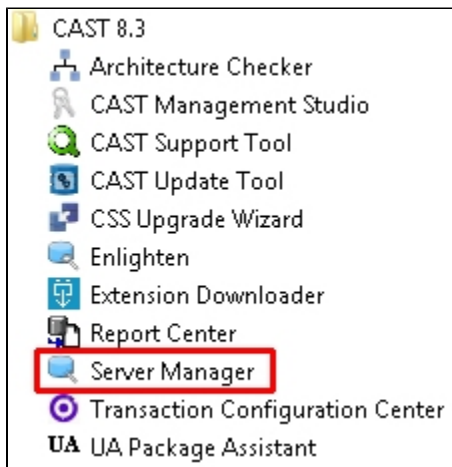 CAST 8.3
Architecture Checker
CAST Management Studio
CAST Support Tool
CAST Update Tool
CSS Upgrade Wizard
Enlighten
Extension Downloader
Report Center
Server Manager
Transaction Configuration Center
UA UA Package Assistant